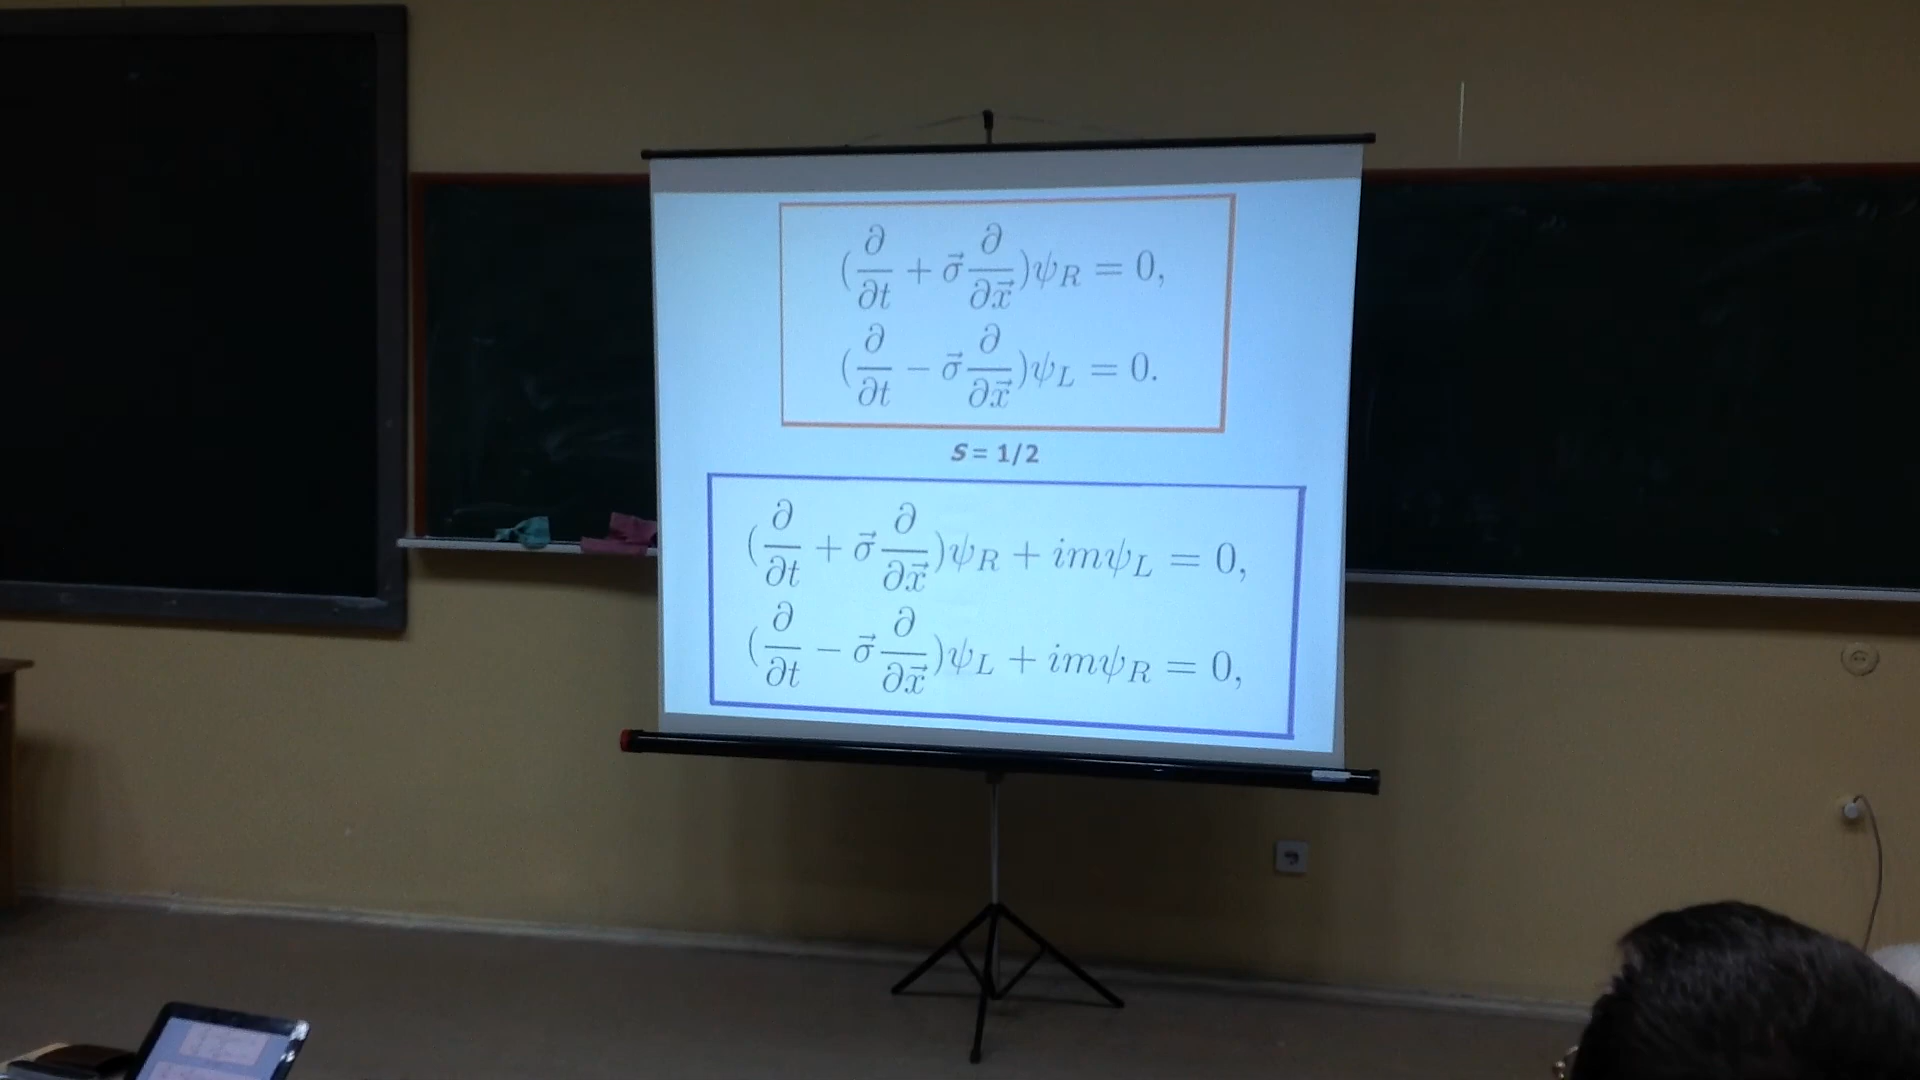 (∂/∂t + σ⃗ ∂/∂x⃗)ψ_R = 0,
(∂/∂t − σ⃗ ∂/∂x⃗)ψ_L = 0.
S = 1/2
(∂/∂t + σ⃗ ∂/∂x⃗)ψ_R + imψ_L = 0,
(∂/∂t − σ⃗ ∂/∂x⃗)ψ_L + imψ_R = 0,